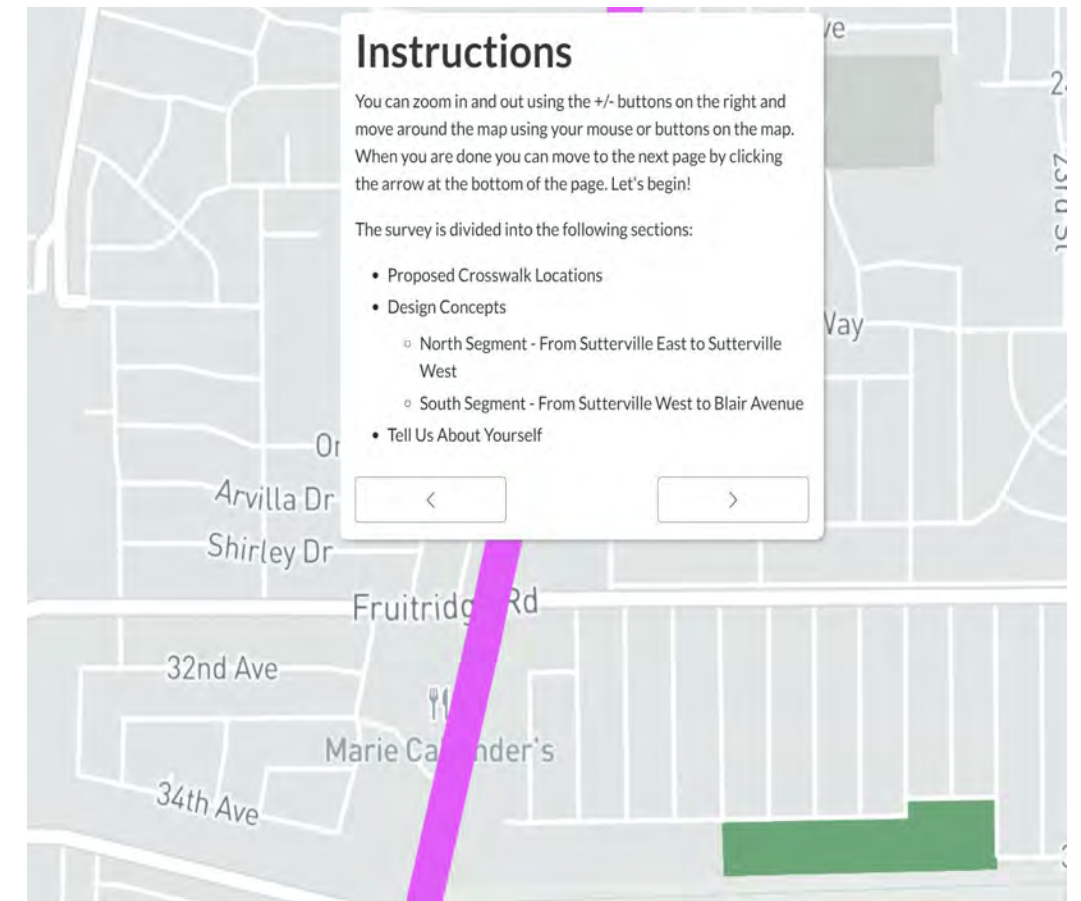 Instructions
You can zoom in and out using the +/- buttons on the right and
move around the map using your mouse or buttons on the map.
When you are done you can move to the next page by clicking
the arrow at the bottom of the page. Let's begin!
The survey is divided into the following sections:
• Proposed Crosswalk Locations
• Design Concepts
◦ North Segment - From Sutterville East to Sutterville
West
◦ South Segment - From Sutterville West to Blair Avenue
• Tell Us About Yourself
23rd St
Way
Arvilla Dr
Shirley Dr
Fruitridg Rd
32nd Ave
Marie Ca nder's
34th Ave